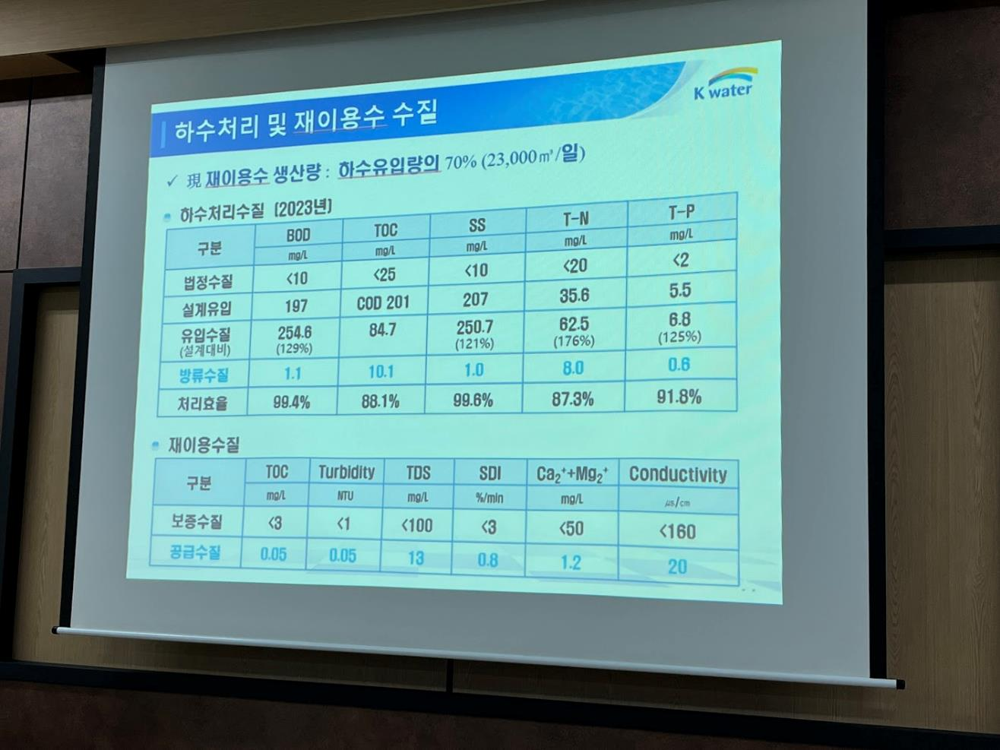 K water
하수처리 및 재이용수 수질
✓ 現 재이용수 생산량 : 하수유입량의 70% (23,000㎥/일)
하수처리수질 (2023년)
구분 BOD TOC SS T-N T-P
mg/L mg/L mg/L mg/L mg/L
법정수질 <10 <25 <10 <20 <2
설계유입 197 COD 201 207 35.6 5.5
유입수질 254.6 84.7 250.7 62.5 6.8
(설계대비) (129%) (121%) (176%) (125%)
방류수질 1.1 10.1 1.0 8.0 0.6
처리효율 99.4% 88.1% 99.6% 87.3% 91.8%
재이용수질
구분 TOC Turbidity TDS SDI Ca₂⁺+Mg₂⁺ Conductivity
mg/L NTU mg/L %/min mg/L ㎲/㎝
보증수질 <3 <1 <100 <3 <50 <160
공급수질 0.05 0.05 13 0.8 1.2 20